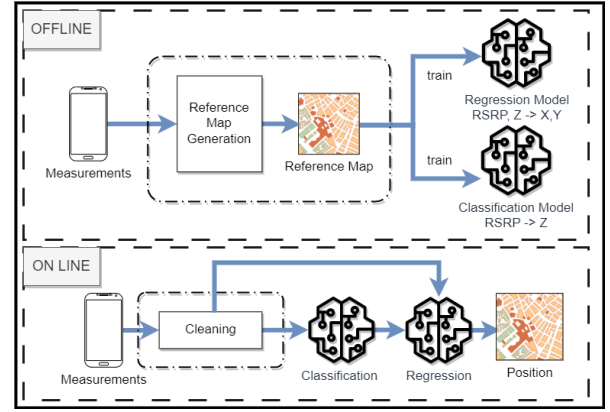 OFFLINE
Measurements
Reference
Map
Generation
Reference Map
train
train
Regression Model
RSRP, Z -> X,Y
Classification Model
RSRP -> Z
ON LINE
Measurements
Cleaning
Classification
Regression
Position